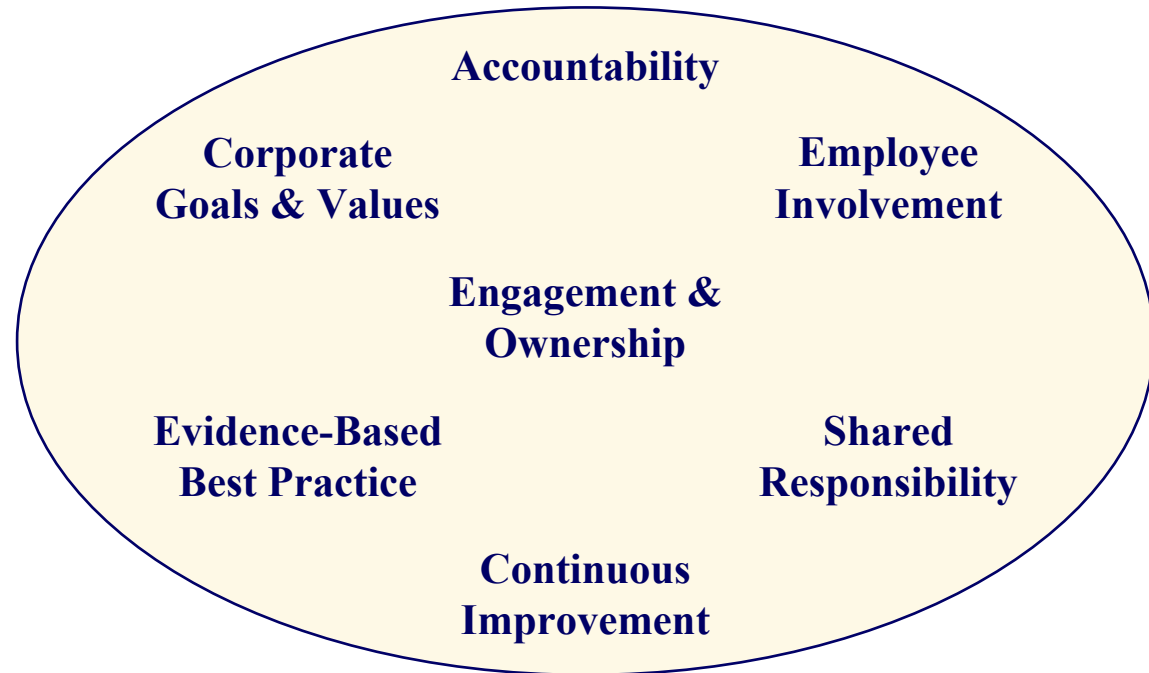 Accountability
Corporate
Goals & Values
Employee
Involvement
Engagement &
Ownership
Evidence-Based
Best Practice
Shared
Responsibility
Continuous
Improvement